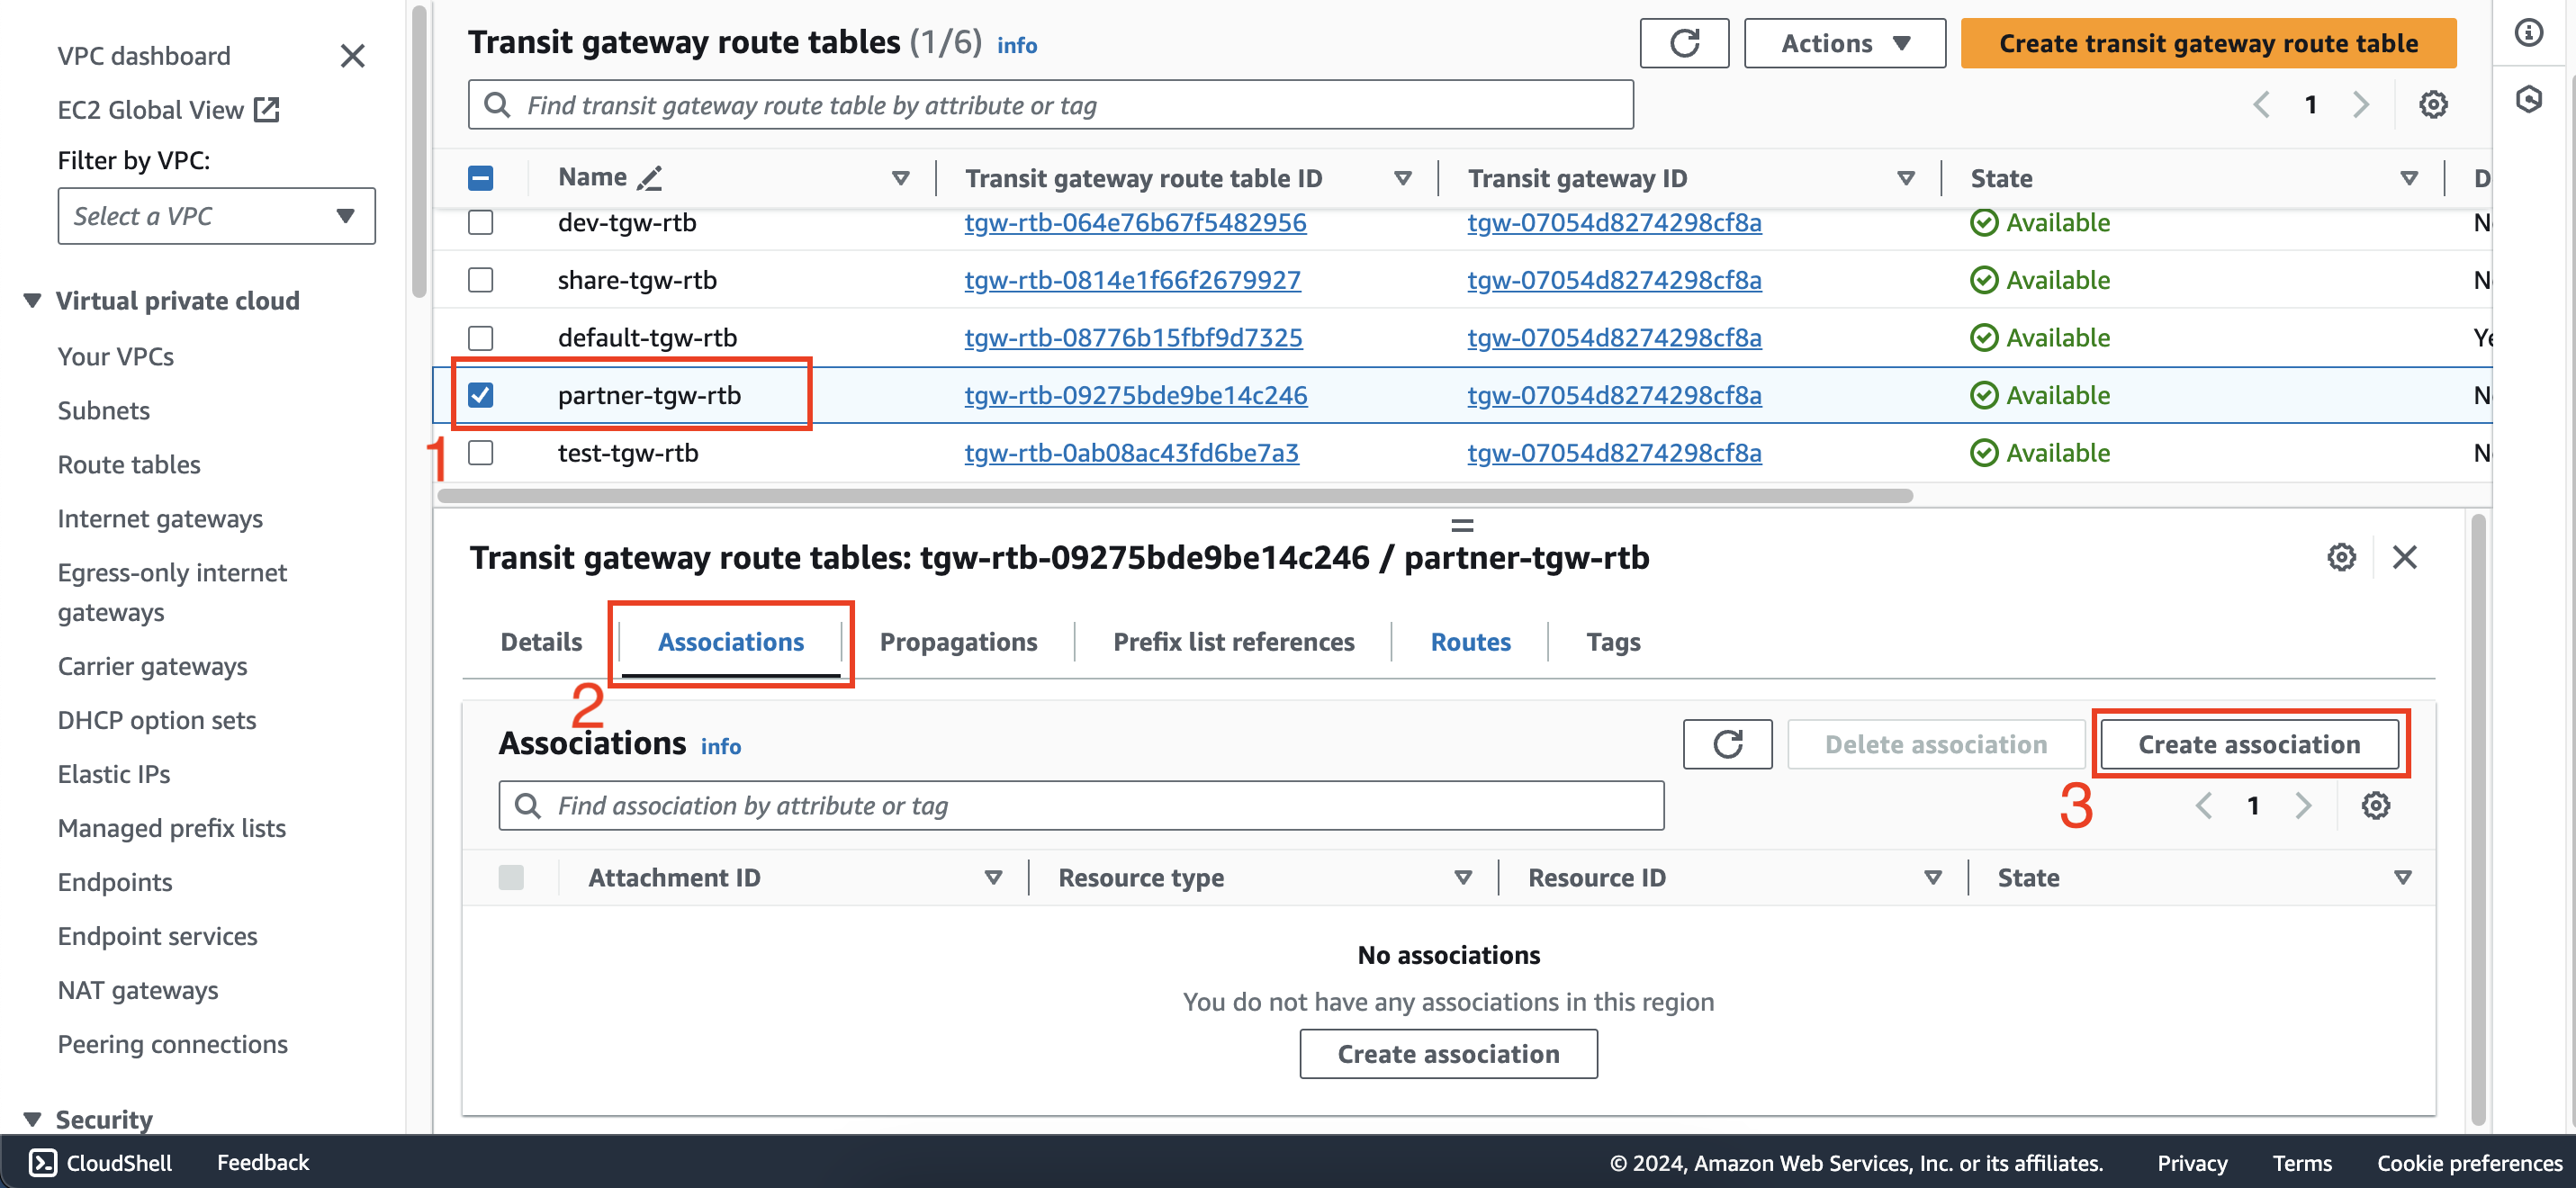 VPC dashboard
EC2 Global View
Filter by VPC:
Select a VPC
Virtual private cloud
Your VPCs
Subnets
Route tables
Internet gateways
Egress-only internet
gateways
Carrier gateways
DHCP option sets
Elastic IPs
Managed prefix lists
Endpoints
Endpoint services
NAT gateways
Peering connections
Security
Transit gateway route tables (1/6) info
Actions
Create transit gateway route table
Find transit gateway route table by attribute or tag
1
Name Transit gateway route table ID Transit gateway ID State D
dev-tgw-rtb tgw-rtb-064e76b67f5482956 tgw-07054d8274298cf8a Available N
share-tgw-rtb tgw-rtb-0814e1f66f2679927 tgw-07054d8274298cf8a Available N
default-tgw-rtb tgw-rtb-08776b15fbf9d7325 tgw-07054d8274298cf8a Available Ye
partner-tgw-rtb tgw-rtb-09275bde9be14c246 tgw-07054d8274298cf8a Available N
1
test-tgw-rtb tgw-rtb-0ab08ac43fd6be7a3 tgw-07054d8274298cf8a Available N
Transit gateway route tables: tgw-rtb-09275bde9be14c246 / partner-tgw-rtb
Details Associations Propagations Prefix list references Routes Tags
2
Associations info
Delete association
Create association
3
Find association by attribute or tag
1
Attachment ID Resource type Resource ID State
No associations
You do not have any associations in this region
Create association
CloudShell Feedback © 2024, Amazon Web Services, Inc. or its affiliates. Privacy Terms Cookie preferences